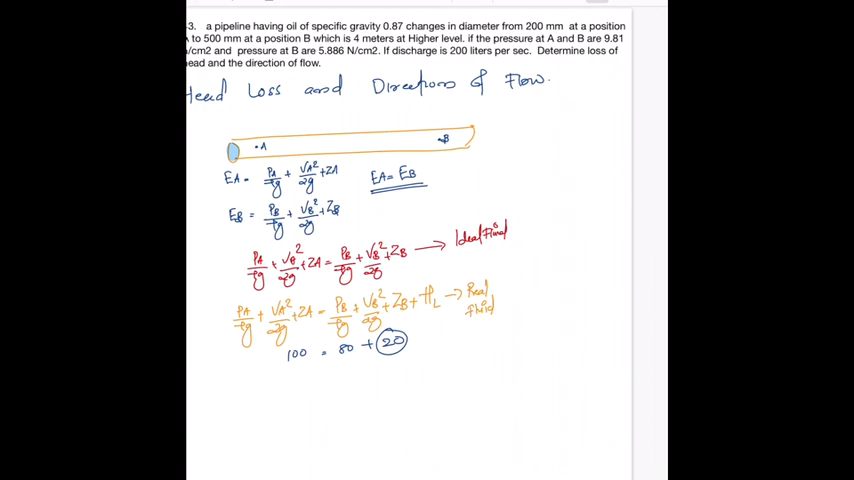 3. a pipeline having oil of specific gravity 0.87 changes in diameter from 200 mm at a position
to 500 mm at a position B which is 4 meters at Higher level. if the pressure at A and B are 9.81
/cm2 and pressure at B are 5.886 N/cm2. If discharge is 200 liters per sec. Determine loss of
ead and the direction of flow.
Head Loss and Directions of Flow.
·A ·B
EA = PA/ρg + VA²/2g + ZA EA = EB
EB = PB/ρg + VB²/2g + ZB
PA/ρg + VB²/2g + ZA = PB/ρg + VB²/2g + ZB → Ideal Fluid
PA/ρg + VA²/2g + ZA = PB/ρg + VB²/2g + ZB + HL → Real Fluid
100 = 80 + 20